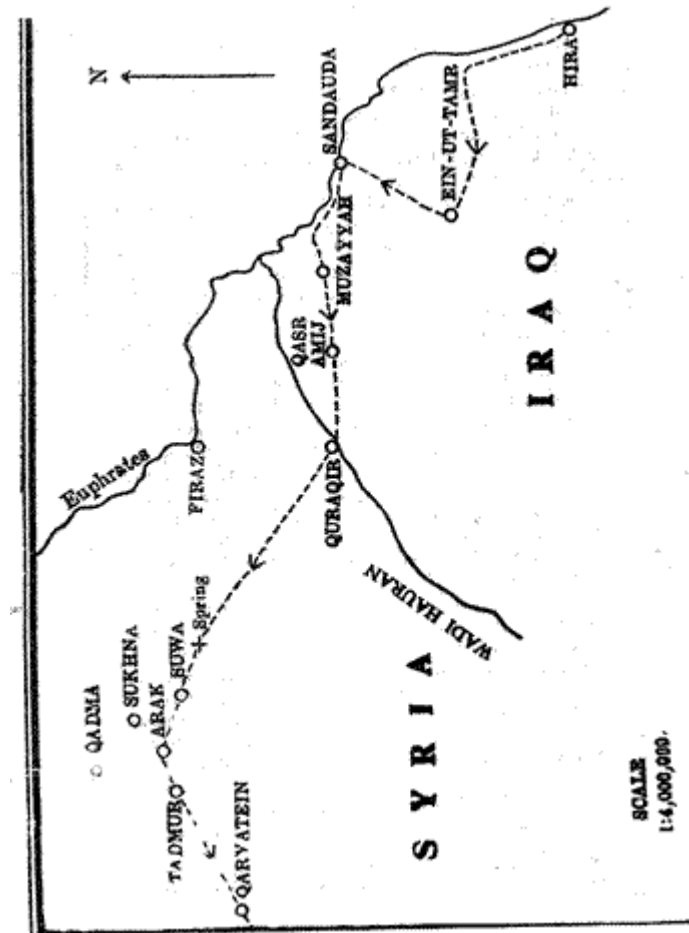 N
QADMA
Euphrates
SUKHNA
ARAK
TADMUR
SUWA
Spring
FIRAZ
QARYATEIN
QASR
AMIJ
SANDAUDA
QURAQIR
MUZAYYAH
WADI HAURAN
SYRIA
EIN-UT-TAMR
IRAQ
HIRA
SCALE
1:4,000,000.